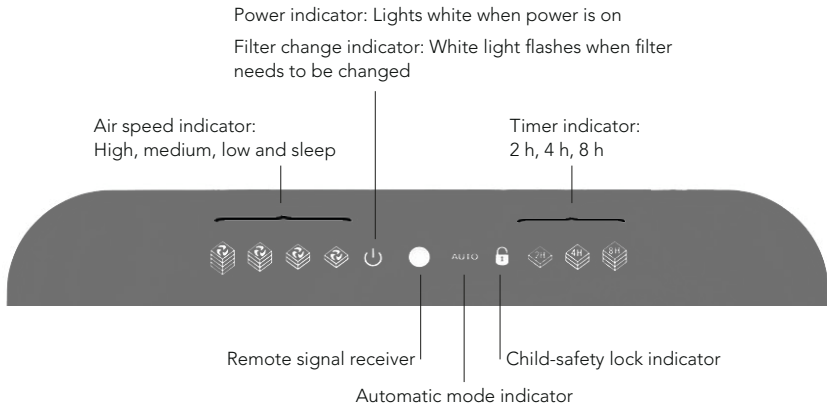 Power indicator: Lights white when power is on
Filter change indicator: White light flashes when filter
needs to be changed
Air speed indicator:
High, medium, low and sleep
Timer indicator:
2 h, 4 h, 8 h
AUTO
2H
4H
8H
Remote signal receiver
Child-safety lock indicator
Automatic mode indicator